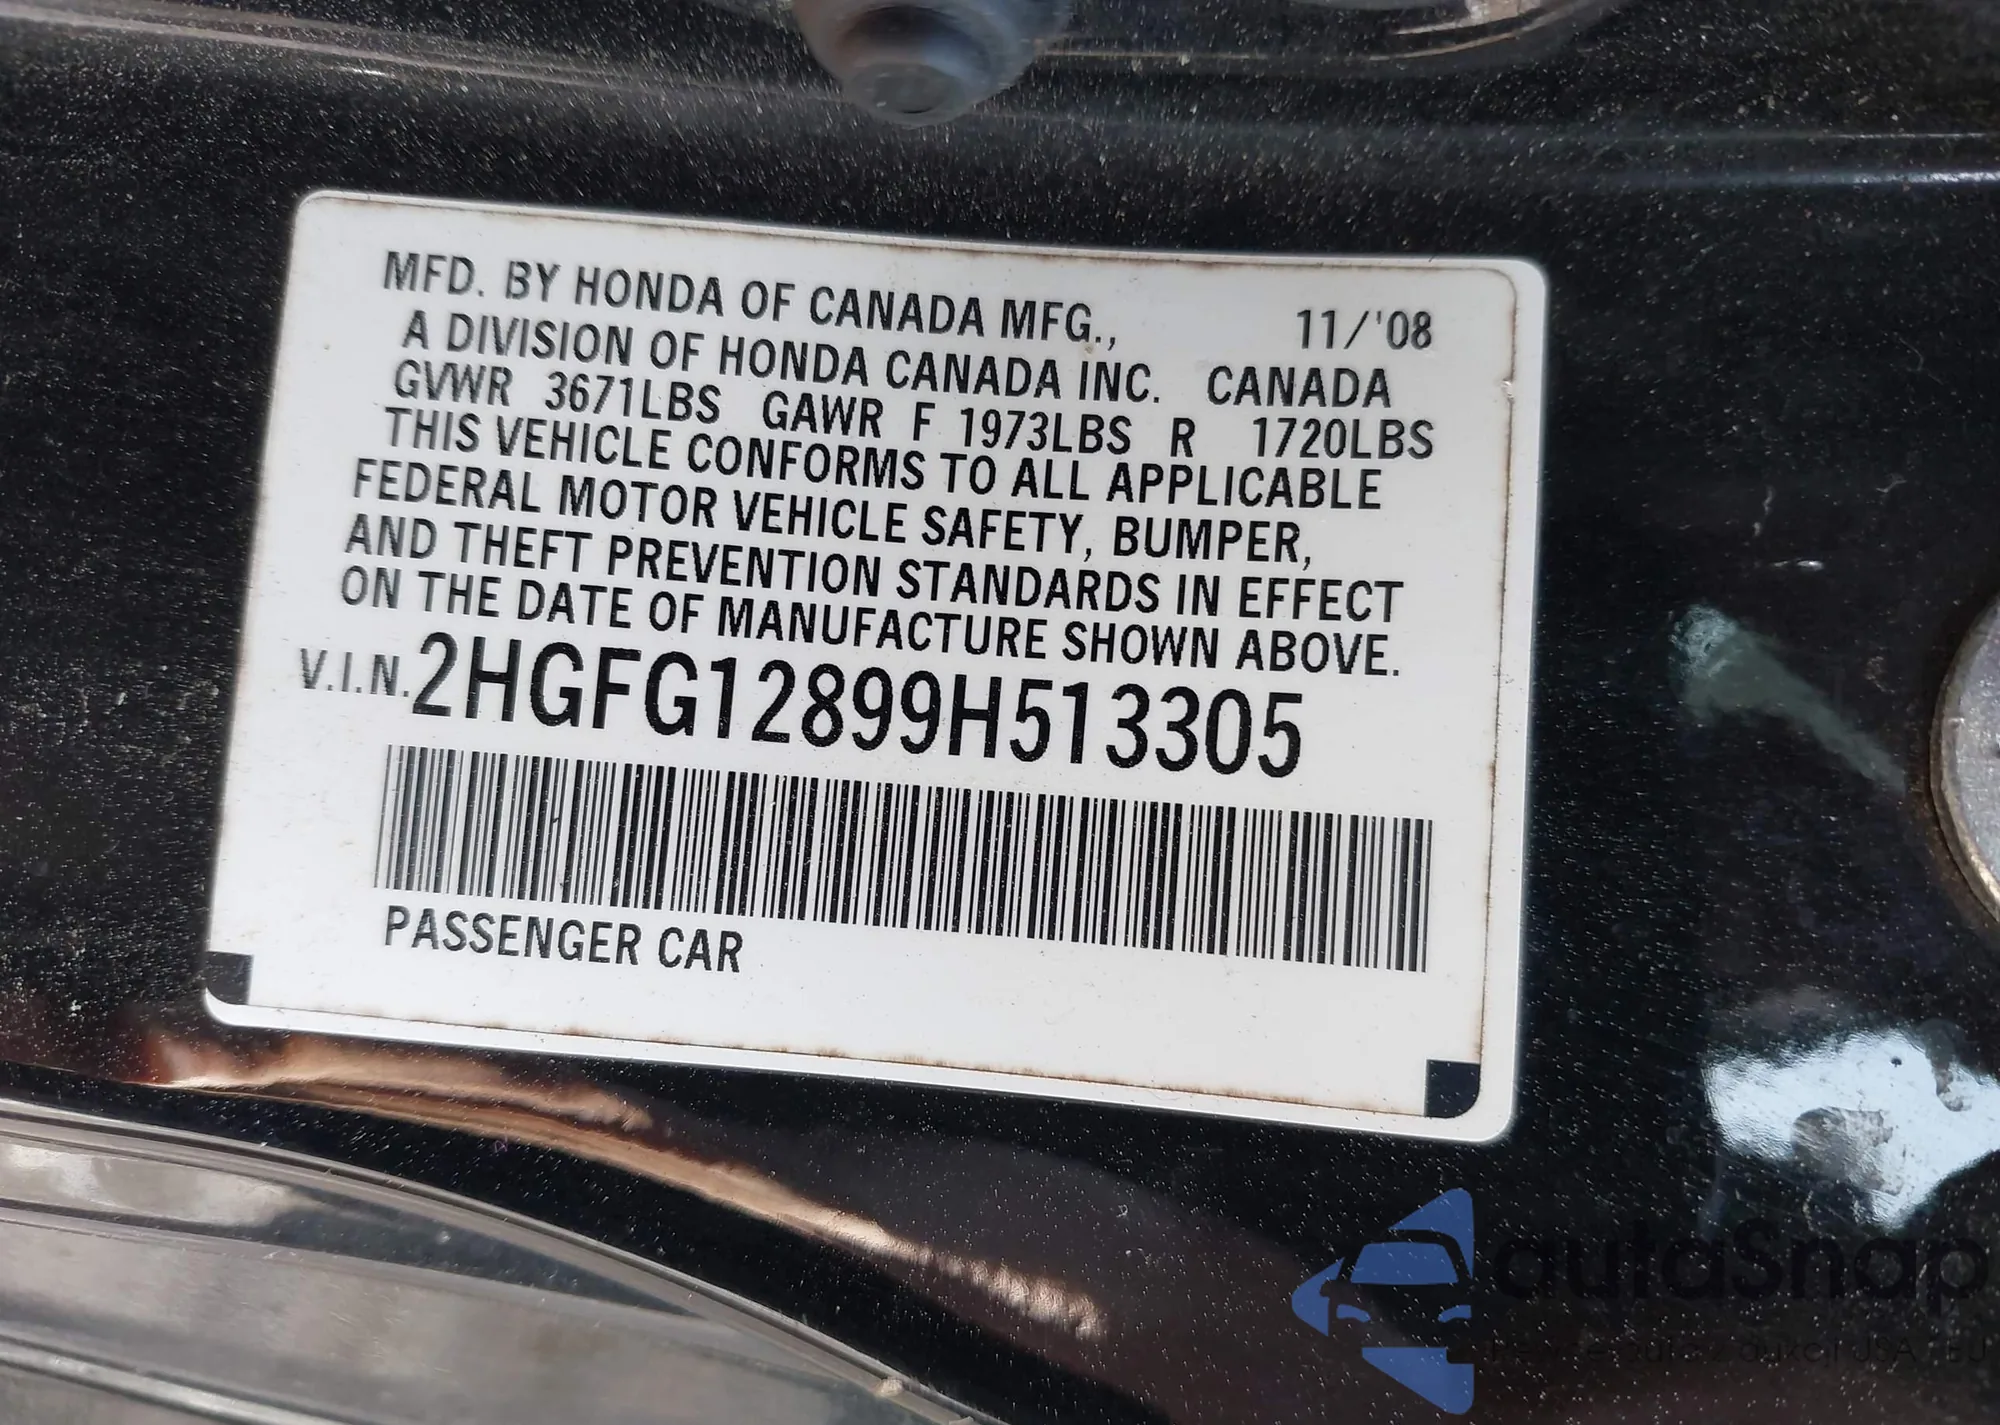 MFD. BY HONDA OF CANADA MFG., 11/'08
A DIVISION OF HONDA CANADA INC. CANADA
GVWR 3671LBS GAWR F 1973LBS R 1720LBS
THIS VEHICLE CONFORMS TO ALL APPLICABLE
FEDERAL MOTOR VEHICLE SAFETY, BUMPER,
AND THEFT PREVENTION STANDARDS IN EFFECT
ON THE DATE OF MANUFACTURE SHOWN ABOVE.
V.I.N. 2HGFG12899H513305
PASSENGER CAR
autaSnap